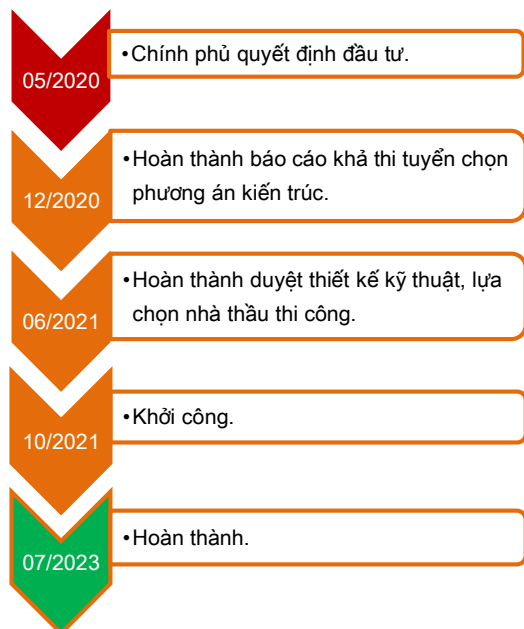 05/2020
•Chính phủ quyết định đầu tư.
12/2020
•Hoàn thành báo cáo khả thi tuyển chọn
phương án kiến trúc.
06/2021
•Hoàn thành duyệt thiết kế kỹ thuật, lựa
chọn nhà thầu thi công.
10/2021
•Khởi công.
07/2023
•Hoàn thành.